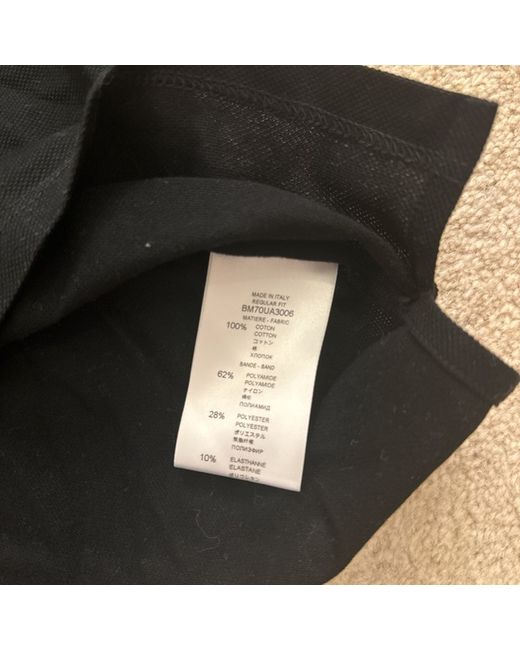 MADE IN ITALY
REGULAR FIT
BM70UA3006
MATIERE - FABRIC
100% COTON
COTTON
コットン
棉
ХЛОПОК
BANDE - BAND
62% POLYAMIDE
POLYAMIDE
ナイロン
ПОЛИАМИД
28% POLYESTER
POLYESTER
ポリエステル
聚酯纤维
ПОЛИЭФИР
10% ELASTHANNE
ELASTANE